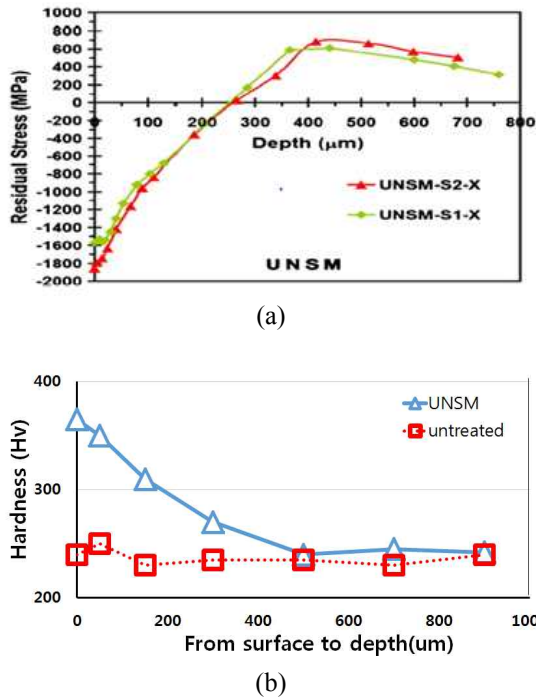 1000
800
600
400
200
0
-200
-400
-600
-800
-1000
-1200
-1400
-1600
-1800
-2000
Residual Stress (MPa)
0 100 200 300 400 500 600 700 800
Depth (μm)
UNSM-S2-X
UNSM-S1-X
UNSM
(a)
400
300
200
Hardness (Hv)
UNSM
untreated
0 200 400 600 800 100
From surface to depth(um)
(b)